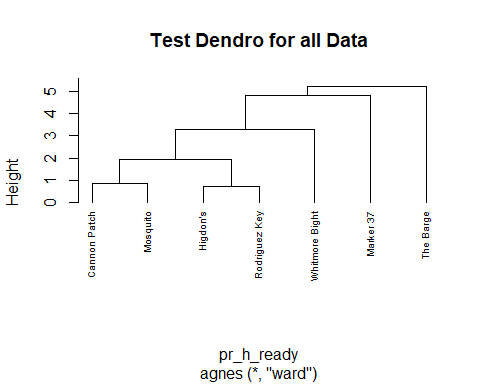 Test Dendro for all Data
Height
0 1 2 3 4 5
Cannon Patch
Mosquito
Higdon's
Rodriguez Key
Whitmore Bight
Marker 37
The Barge
pr_h_ready
agnes (*, "ward")